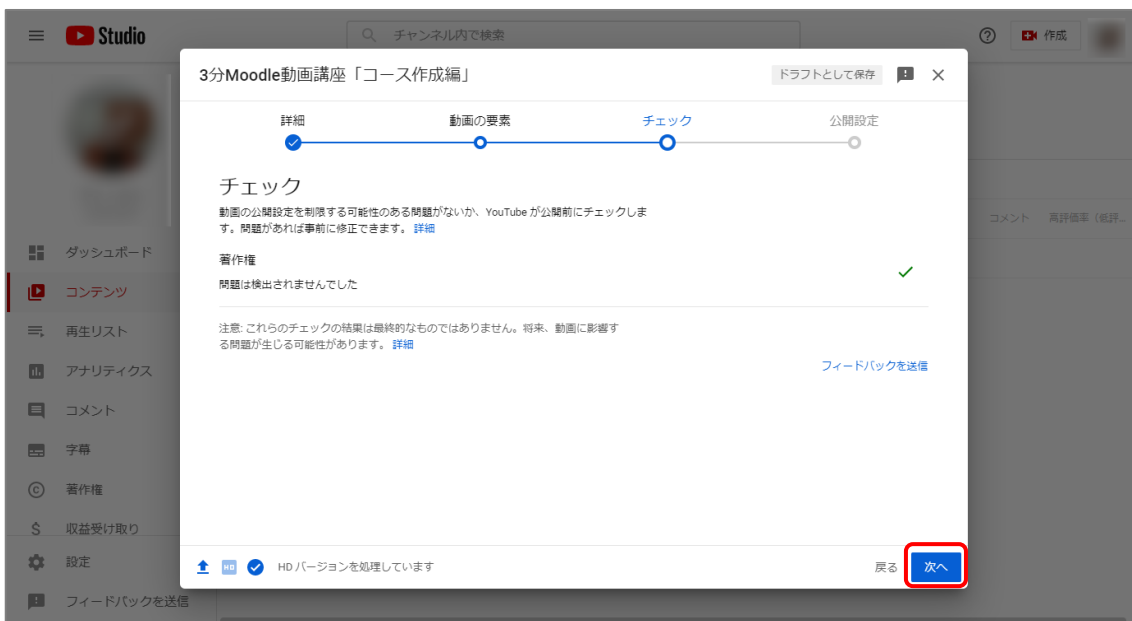 Studio
チャンネル内で検索
作成
3分Moodle動画講座「コース作成編」
ドラフトとして保存
詳細
動画の要素
チェック
公開設定
チェック
動画の公開設定を制限する可能性のある問題がないか、YouTube が公開前にチェックしま
す。問題があれば事前に修正できます。 詳細
著作権
問題は検出されませんでした
注意: これらのチェックの結果は最終的なものではありません。将来、動画に影響す
る問題が生じる可能性があります。 詳細
フィードバックを送信
HD
HD バージョンを処理しています
戻る
次へ
コメント
高評価率（低評…
ダッシュボード
コンテンツ
再生リスト
アナリティクス
コメント
字幕
著作権
収益受け取り
設定
フィードバックを送信